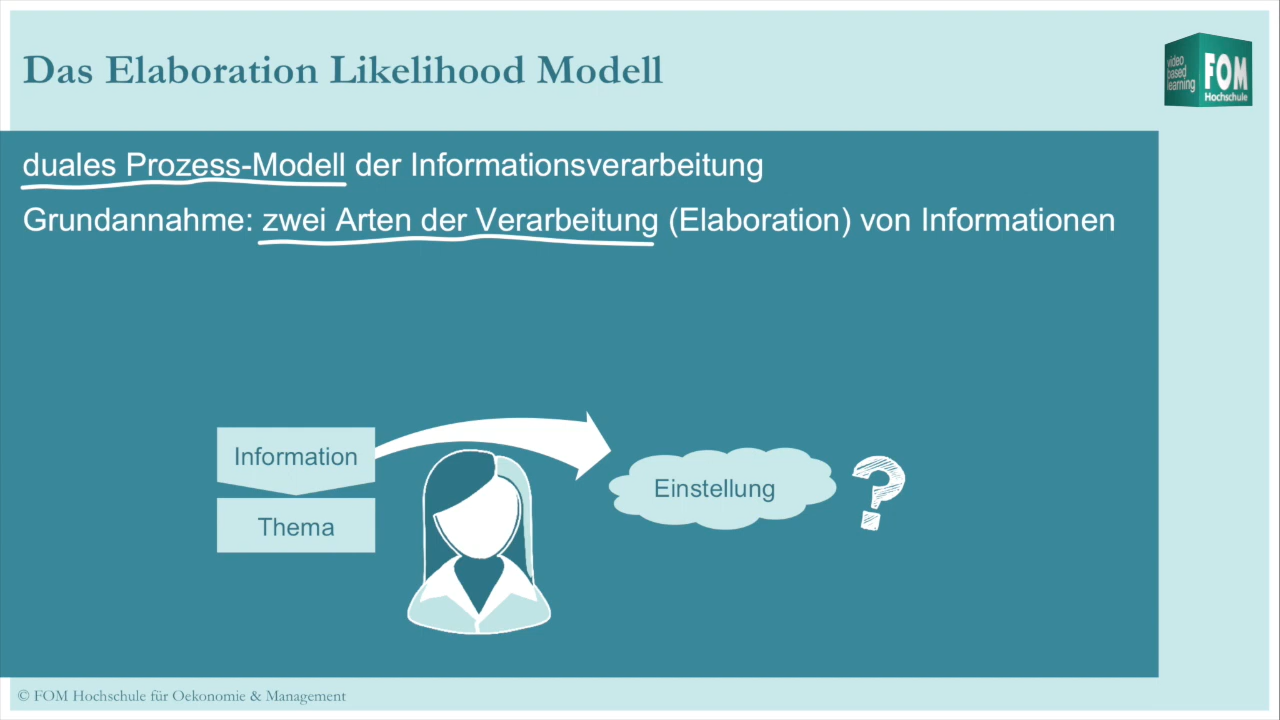 Das Elaboration Likelihood Modell
video
based
learning
FOM
Hochschule
duales Prozess-Modell der Informationsverarbeitung
Grundannahme: zwei Arten der Verarbeitung (Elaboration) von Informationen
Information
Thema
Einstellung
?
© FOM Hochschule für Oekonomie & Management